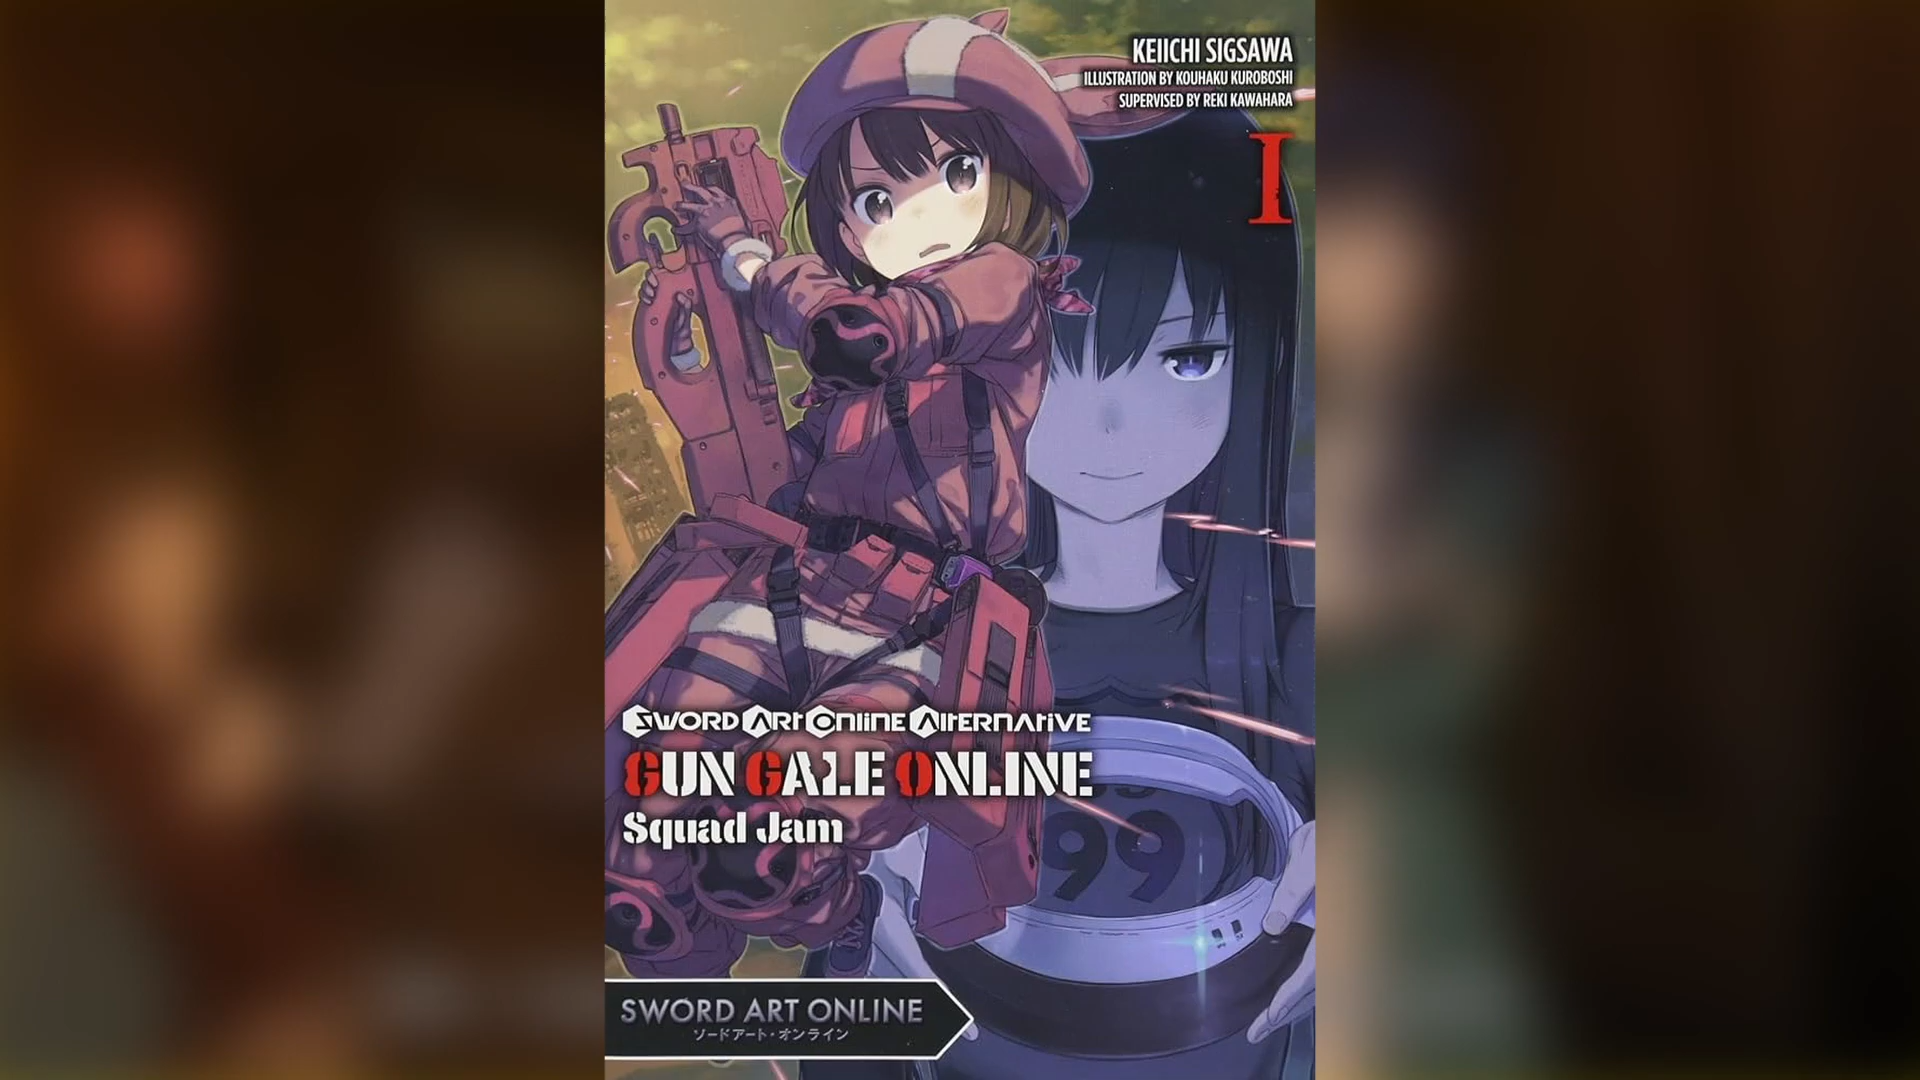 KEIICHI SIGSAWA
ILLUSTRATION BY KOUHAKU KUROBOSHI
SUPERVISED BY REKI KAWAHARA
I
SWORD ART ONLINE ALTERNATIVE
GUN GALE ONLINE
Squad Jam
99
SWORD ART ONLINE
ソードアート・オンライン